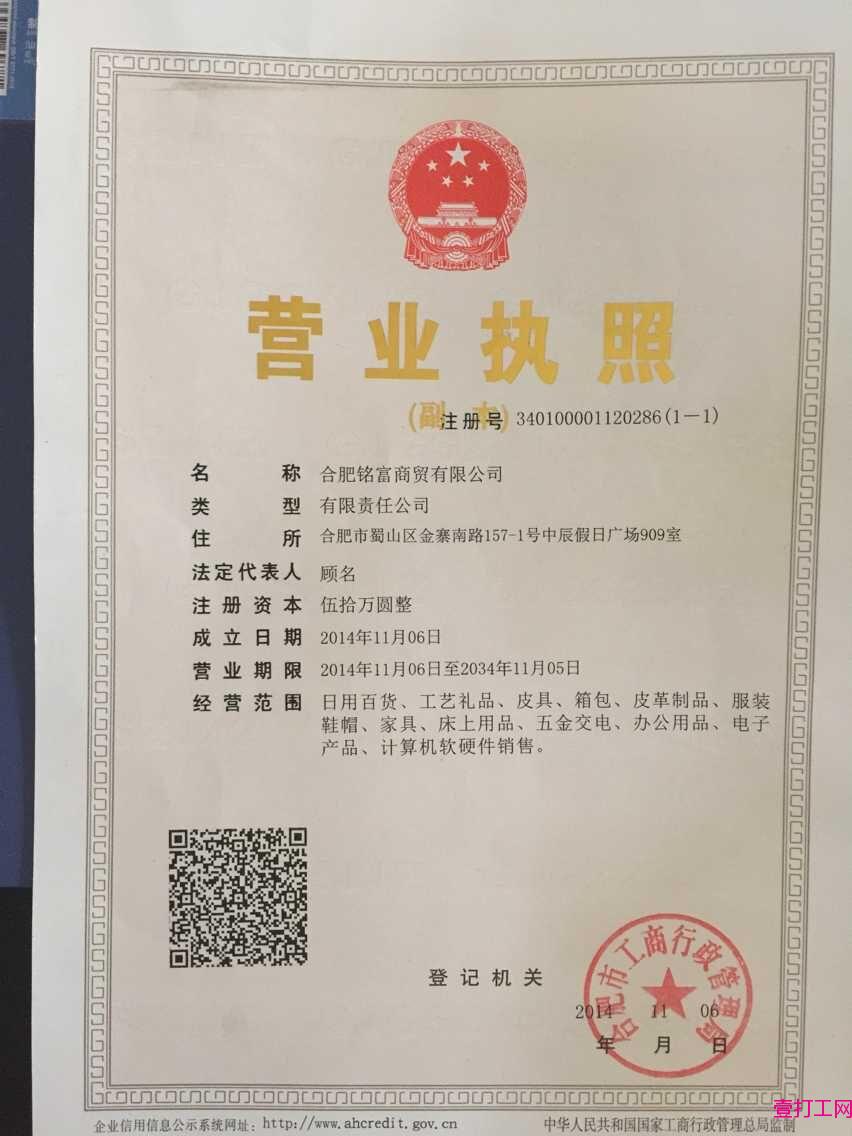 营业执照
(副本)
注册号 340100001120286(1-1)
名称 合肥铭富商贸有限公司
类型 有限责任公司
住所 合肥市蜀山区金寨南路157-1号中辰假日广场909室
法定代表人 顾名
注册资本 伍拾万圆整
成立日期 2014年11月06日
营业期限 2014年11月06日至2034年11月05日
经营范围 日用百货、工艺礼品、皮具、箱包、皮革制品、服装
鞋帽、家具、床上用品、五金交电、办公用品、电子
产品、计算机软硬件销售。
合肥市工商行政管理局
登记机关
2014 11 06
年 月 日
企业信用信息公示系统网址: http://www.ahcredit.gov.cn
中华人民共和国国家工商行政管理总局监制
壹打工网